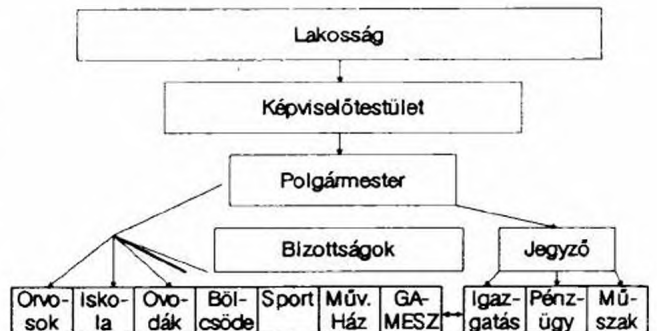 Lakosság
Képviselőtestület
Polgármester
Bizottságok
Jegyző
Orvo-
sok
Isko-
la
Ovo-
dák
Böl-
csöde
Sport
Műv.
Ház
GA-
MESZ
Igaz-
gatás
Pénz-
ügy
Mű-
szak